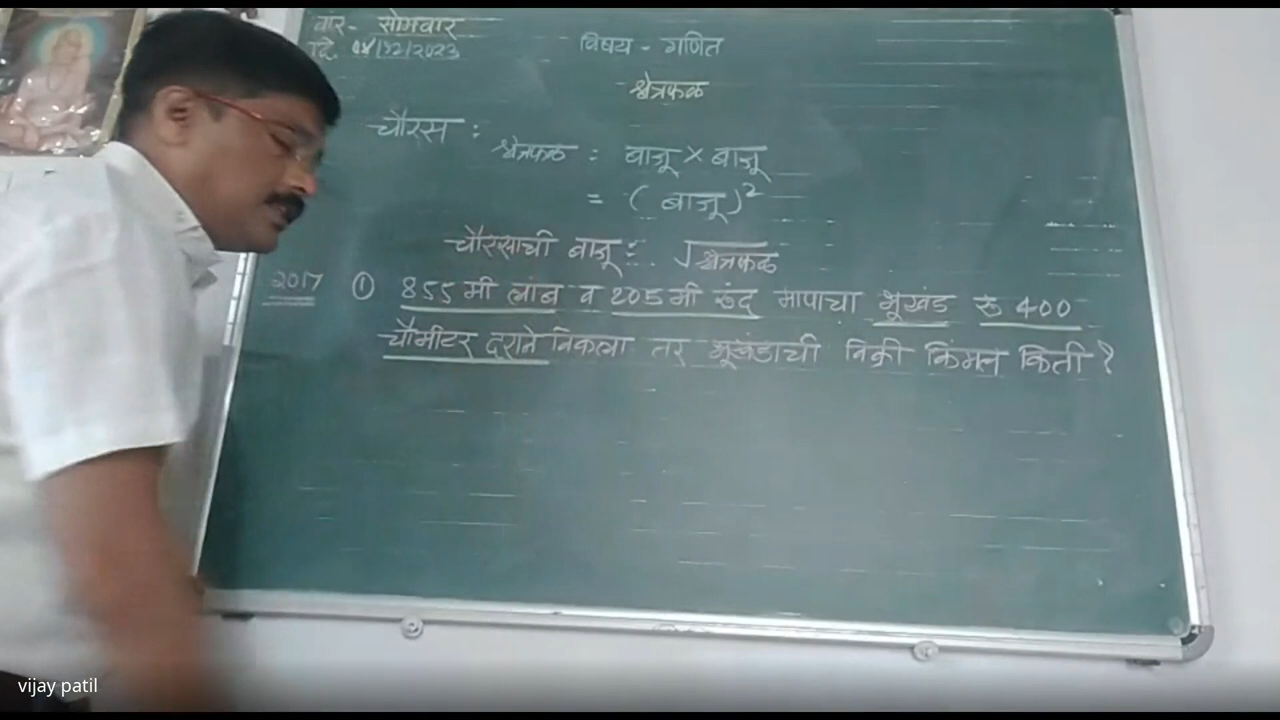 वार- सोमवार
दि. 04/12/2023
विषय - गणित
क्षेत्रफळ
चौरस :
क्षेत्रफळ = बाजू × बाजू
= ( बाजू )²
चौरसाची बाजू = √क्षेत्रफळ
2017 ① 855 मी लांब व 205 मी रुंद मापाचा भूखंड रु 400
चौमीटर दराने विकला तर भूखंडाची विक्री किंमत किती ?
vijay patil